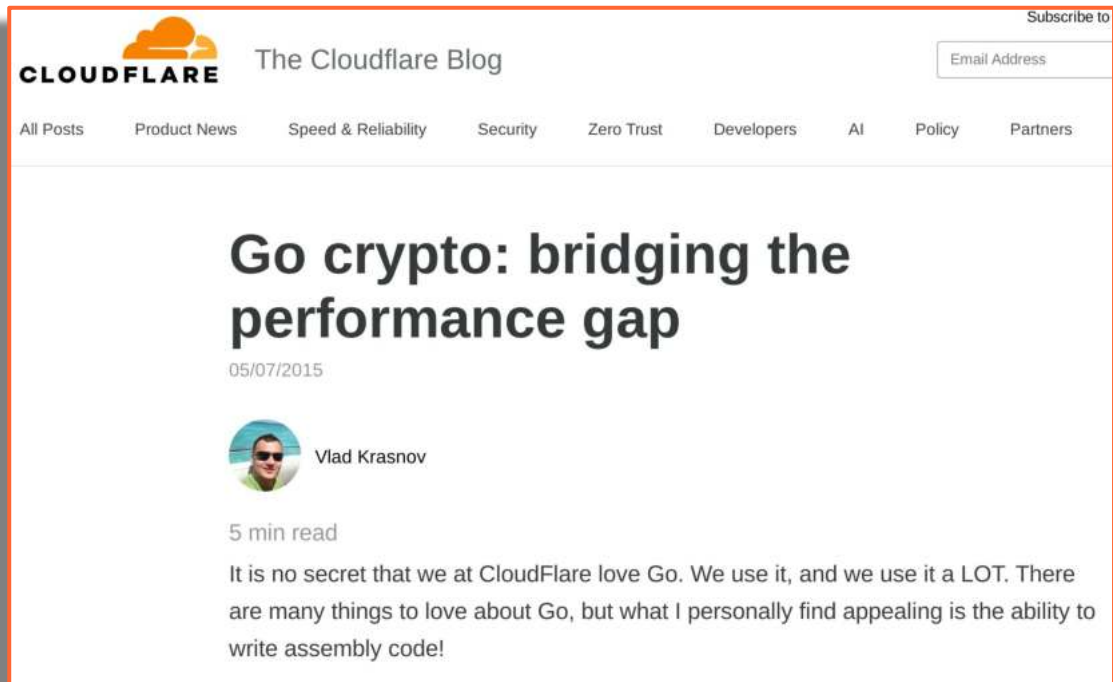 Subscribe to
CLOUDFLARE
The Cloudflare Blog
Email Address
All Posts Product News Speed & Reliability Security Zero Trust Developers AI Policy Partners
Go crypto: bridging the
performance gap
05/07/2015
Vlad Krasnov
5 min read
It is no secret that we at CloudFlare love Go. We use it, and we use it a LOT. There
are many things to love about Go, but what I personally find appealing is the ability to
write assembly code!